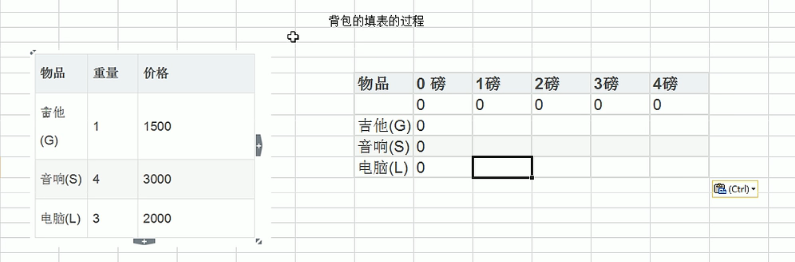 背包的填表的过程
物品 重量 价格
吉他
(G) 1 1500
音响(S) 4 3000
电脑(L) 3 2000
物品 0 磅 1磅 2磅 3磅 4磅
0 0 0 0 0
吉他(G) 0
音响(S) 0
电脑(L) 0
(Ctrl)